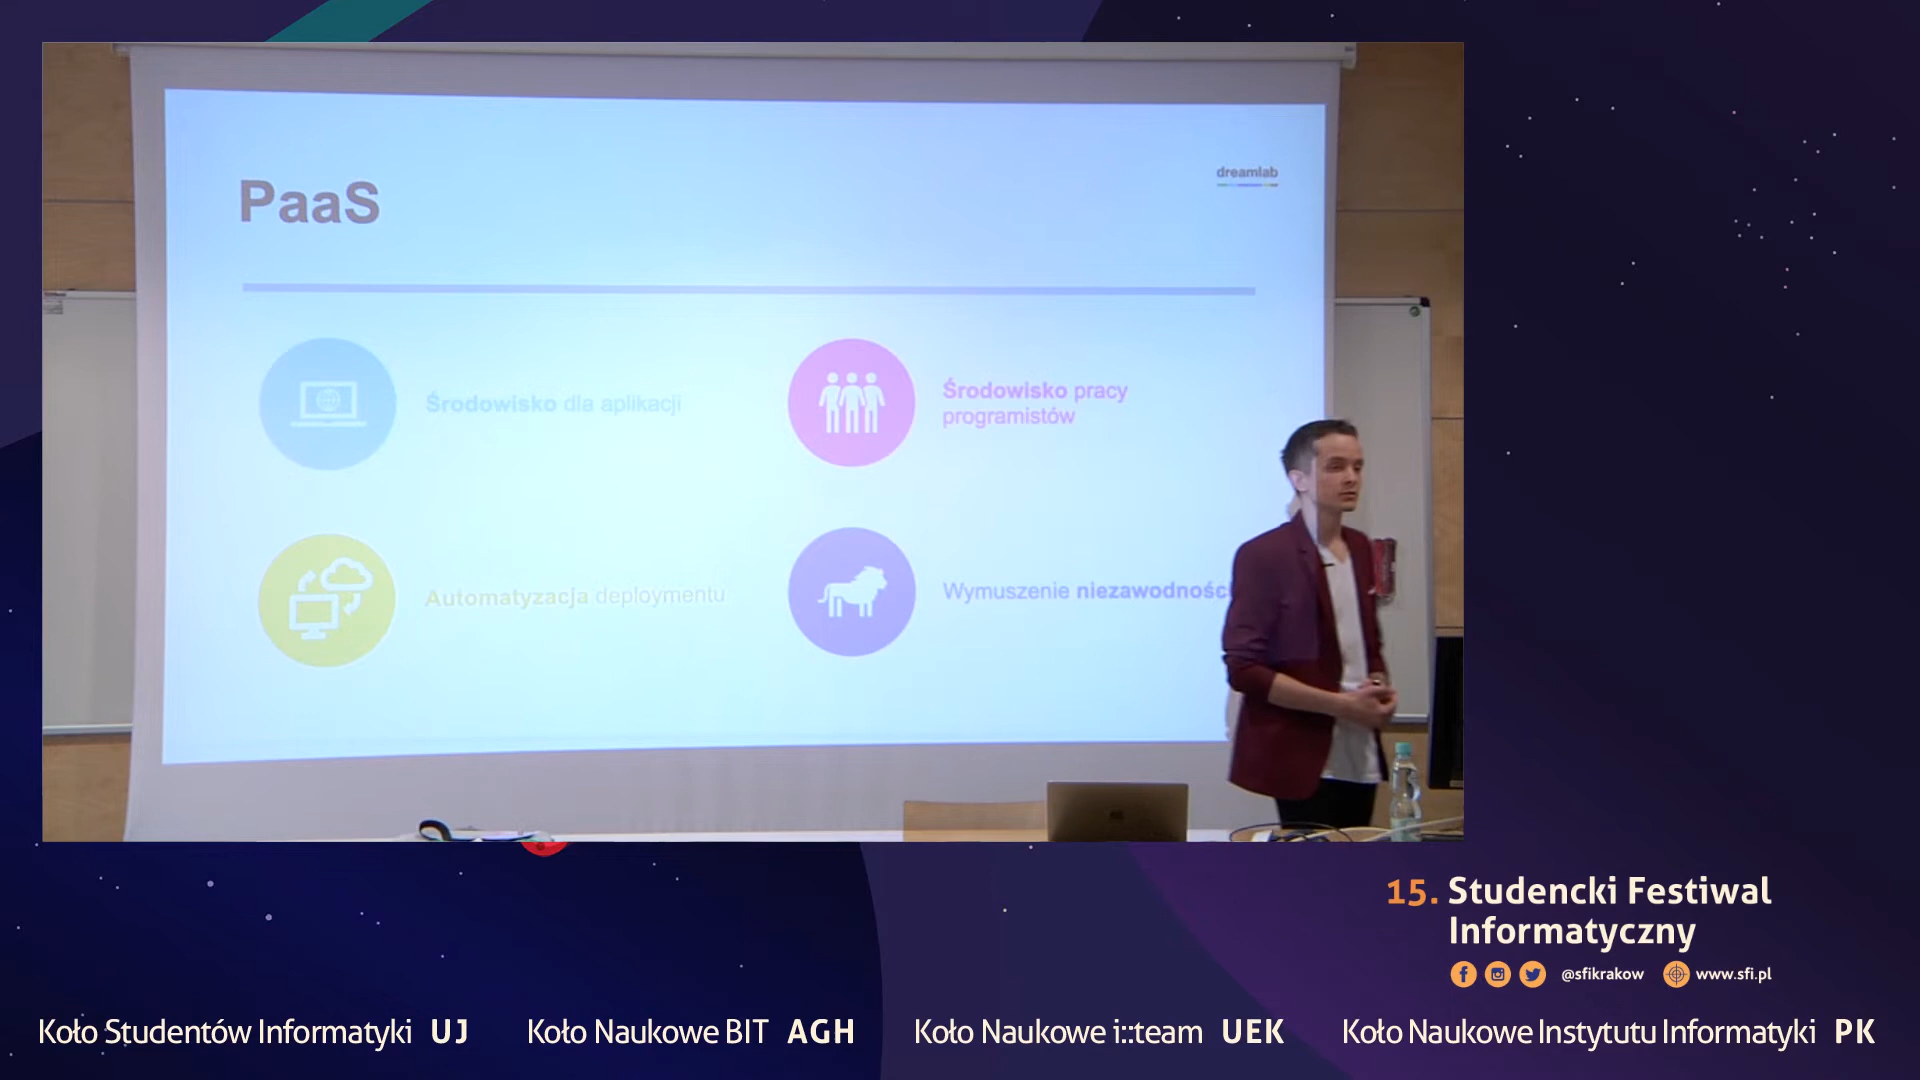 PaaS
dreamlab
Środowisko dla aplikacji
Środowisko pracy
programistów
Automatyzacja deploymentu
Wymuszenie niezawodności
15. Studencki Festiwal
Informatyczny
@sfikrakow www.sfi.pl
Koło Studentów Informatyki UJ
Koło Naukowe BIT AGH
Koło Naukowe i::team UEK
Koło Naukowe Instytutu Informatyki PK